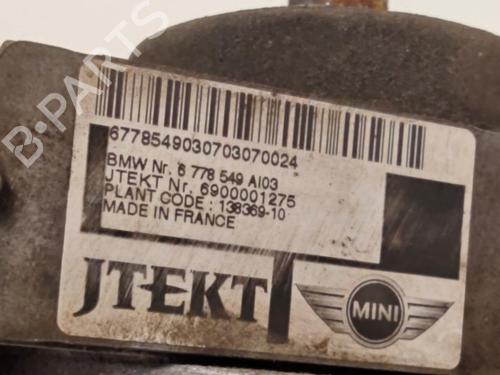 B-PARTS
6778549030703070024
BMW Nr. 6 778 549 AI03
JTEKT Nr. 6900001275
PLANT CODE : 138369-10
MADE IN FRANCE
JTEKT
MINI